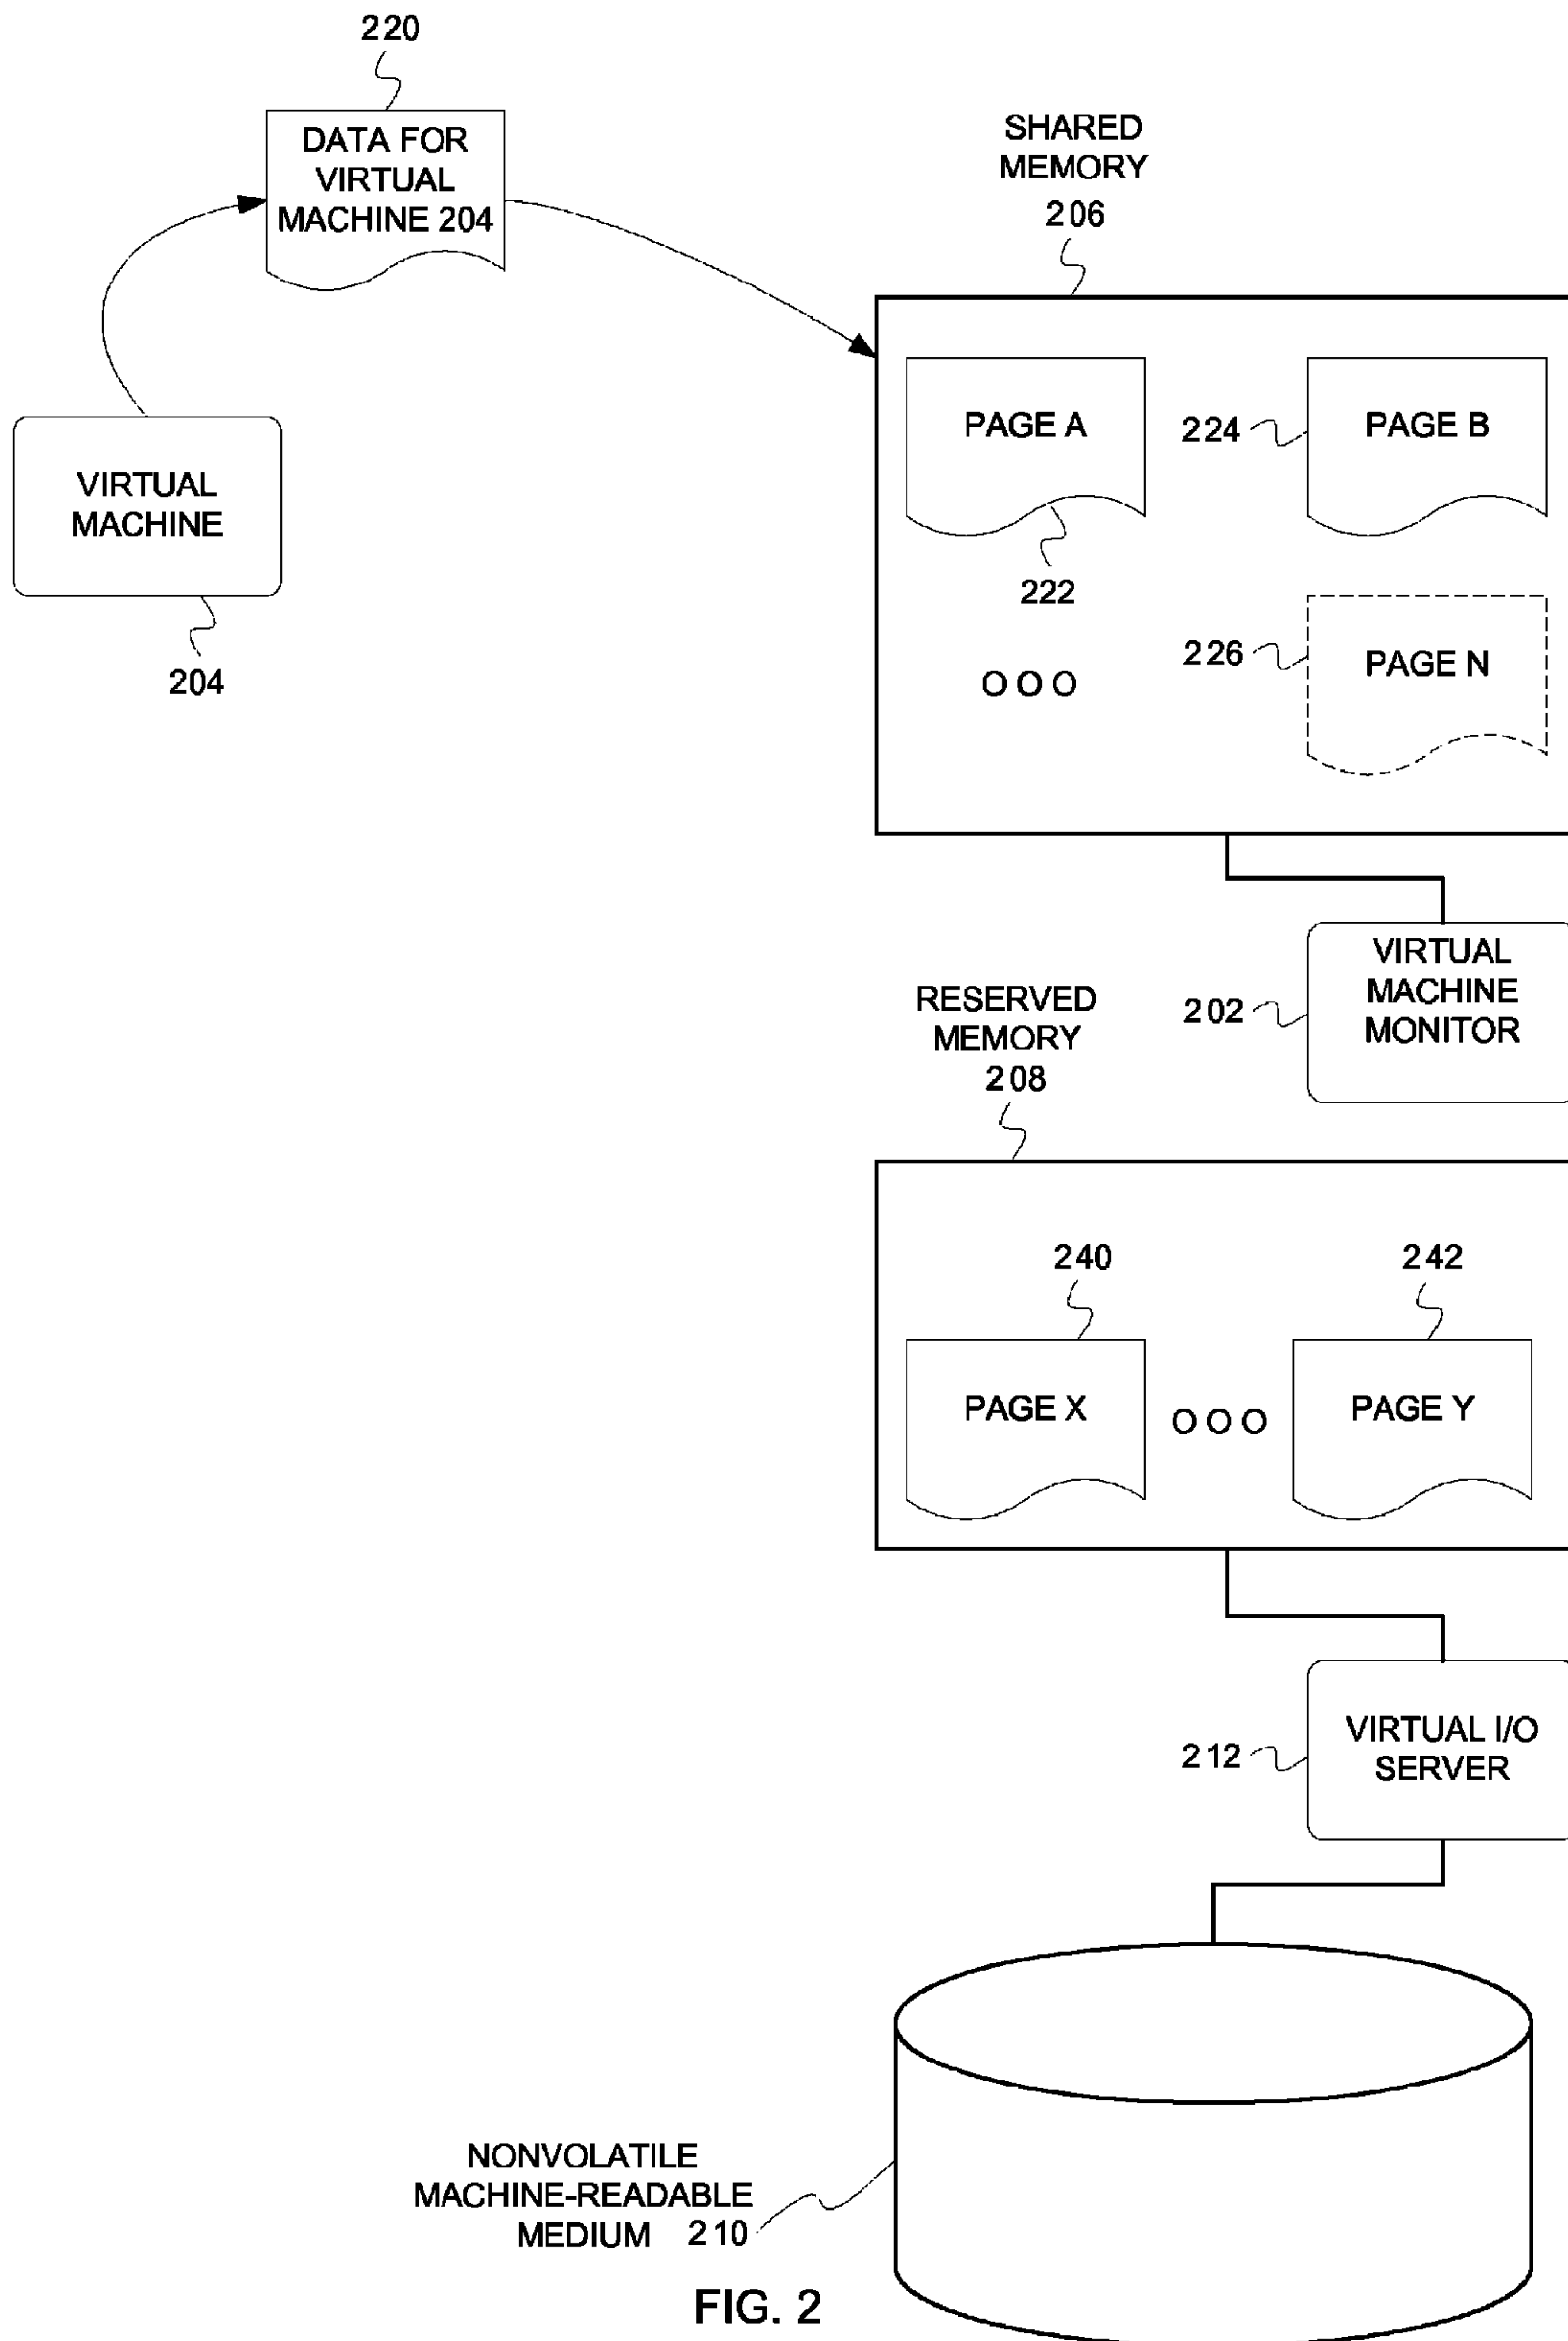 220
DATA FOR
VIRTUAL
MACHINE 204
SHARED
MEMORY
206
PAGE A
224
PAGE B
VIRTUAL
MACHINE
222
226
PAGE N
204
VIRTUAL
MACHINE
MONITOR
202
RESERVED
MEMORY
208
240
242
PAGE X
PAGE Y
VIRTUAL I/O
SERVER
212
NONVOLATILE
MACHINE-READABLE
MEDIUM 210
FIG. 2